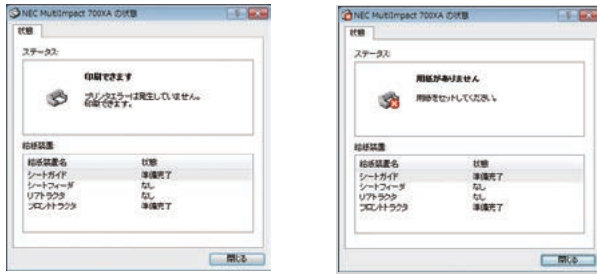 NEC MultiImpact 700XA の状態
状態
ステータス:
印刷できます
プリンタエラーは発生していません。
印刷できます。
給紙装置
給紙装置名 状態
シートガイド 準備完了
シートフィーダ なし
リアトラクタ なし
フロントトラクタ 準備完了
閉じる
NEC MultiImpact 700XA の状態
状態
ステータス:
用紙がありません
用紙をセットしてください。
給紙装置
給紙装置名 状態
シートガイド 準備完了
シートフィーダ なし
リアトラクタ なし
フロントトラクタ 準備完了
閉じる